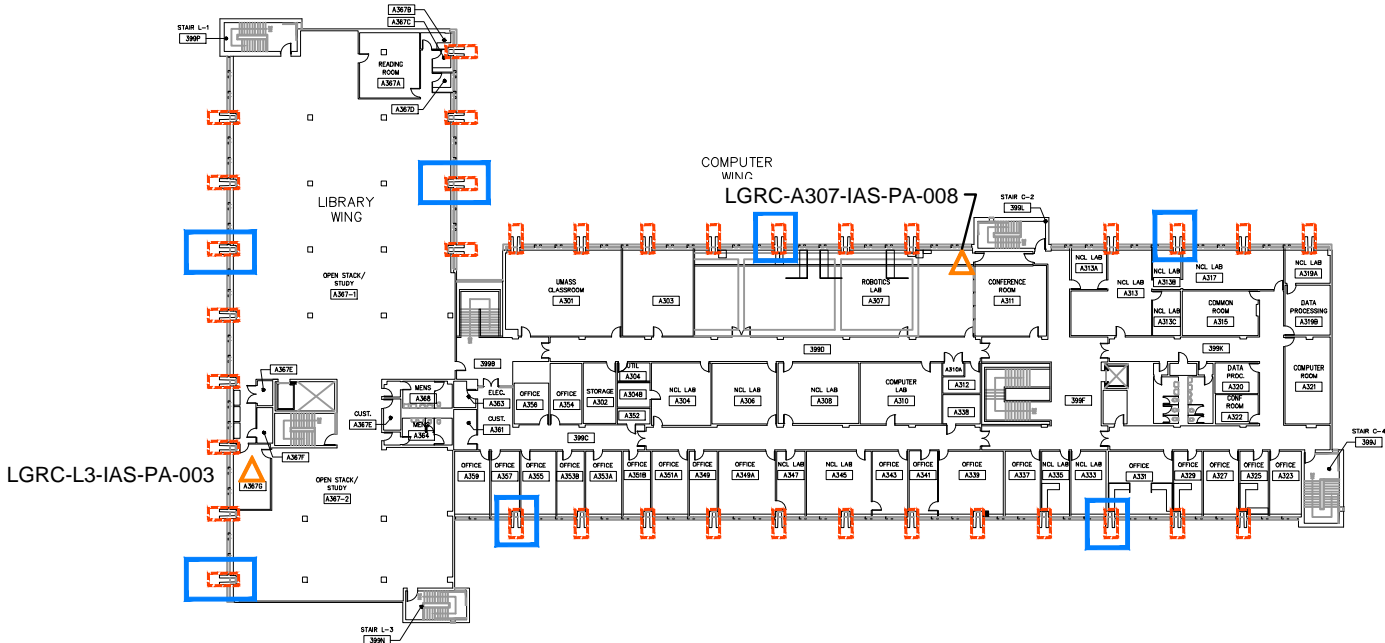 STAIR L-1
399P
A367B
A367C
READING
ROOM
A367A
A367D
COMPUTER
WING
LGRC-A307-IAS-PA-008
STAIR C-2
399L
LIBRARY
WING
OPEN STACK/
STUDY
A367-1
UMASS
CLASSROOM
A301
A303
ROBOTICS
LAB
A307
CONFERENCE
ROOM
A311
NCL LAB
A313A
NCL LAB
A313
NCL LAB
A313B
NCL LAB
A317
NCL LAB
A319A
NCL LAB
A313C
COMMON
ROOM
A315
DATA
PROCESSING
A319B
399B
399D
399K
A367E
MENS
A368
ELEC.
A363
OFFICE
A356
OFFICE
A354
STORAGE
A302
UTIL
A304
A304B
A352
NCL LAB
A304
NCL LAB
A306
NCL LAB
A308
COMPUTER
LAB
A310
A310A
A312
A338
399F
DATA
PROC.
A320
CONF
ROOM
A322
COMPUTER
ROOM
A321
CUST.
A367E
MENS
A364
CUST.
A361
399C
STAIR C-4
399J
A367F
LGRC-L3-IAS-PA-003
A367G
OPEN STACK/
STUDY
A367-2
OFFICE
A359
OFFICE
A357
OFFICE
A355
OFFICE
A353B
OFFICE
A353A
OFFICE
A351B
OFFICE
A351A
OFFICE
A349
OFFICE
A349A
NCL LAB
A347
NCL LAB
A345
OFFICE
A343
OFFICE
A341
OFFICE
A339
OFFICE
A337
NCL LAB
A335
NCL LAB
A333
OFFICE
A331
OFFICE
A329
OFFICE
A327
OFFICE
A325
OFFICE
A323
STAIR L-3
399N